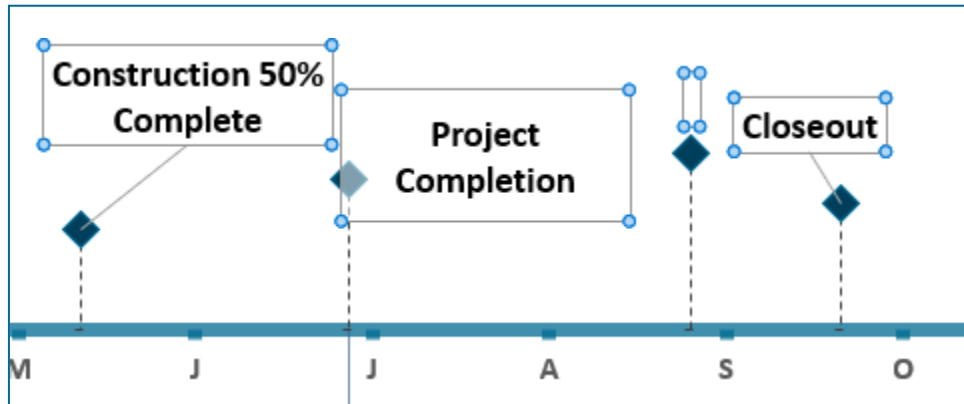 Construction 50%
Complete
Project
Completion
Closeout
M J J A S O